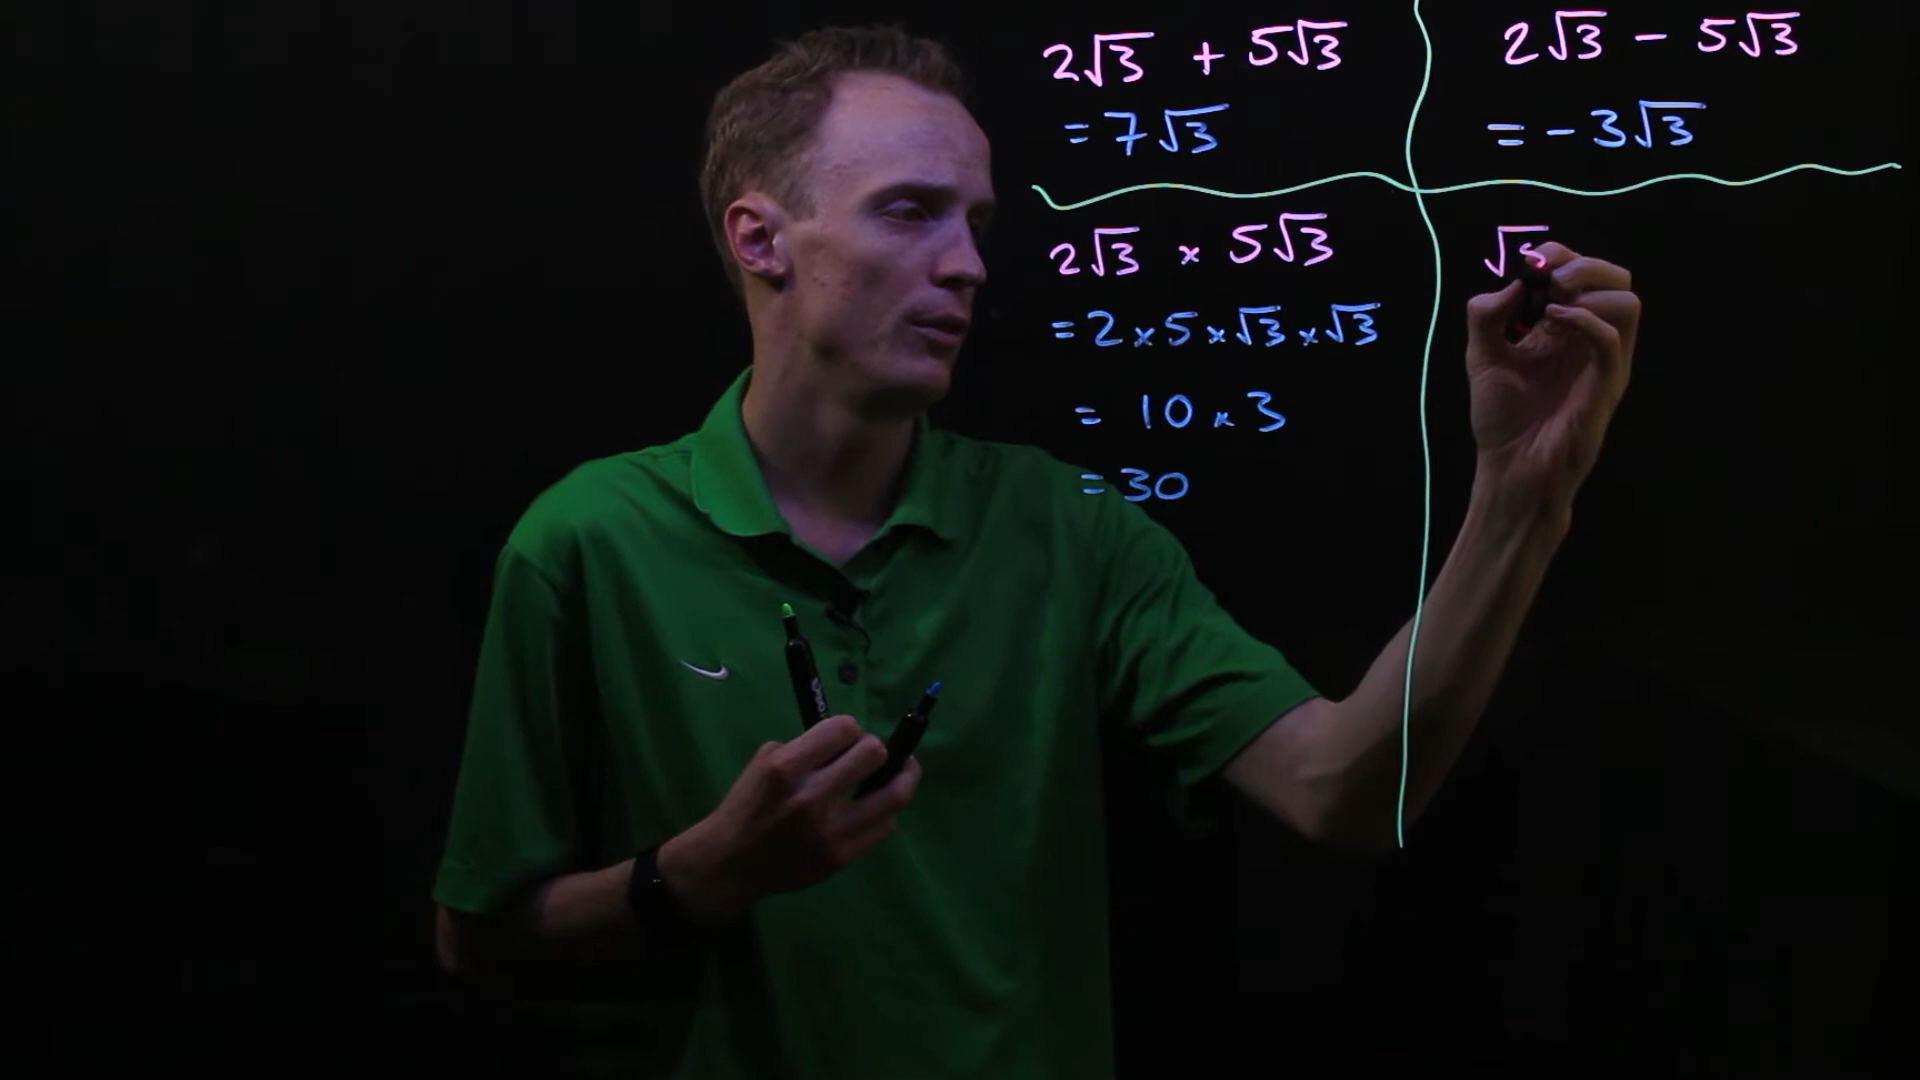 2√3 + 5√3
= 7√3
2√3 - 5√3
= -3√3
2√3 × 5√3
= 2 × 5 × √3 × √3
= 10 × 3
= 30